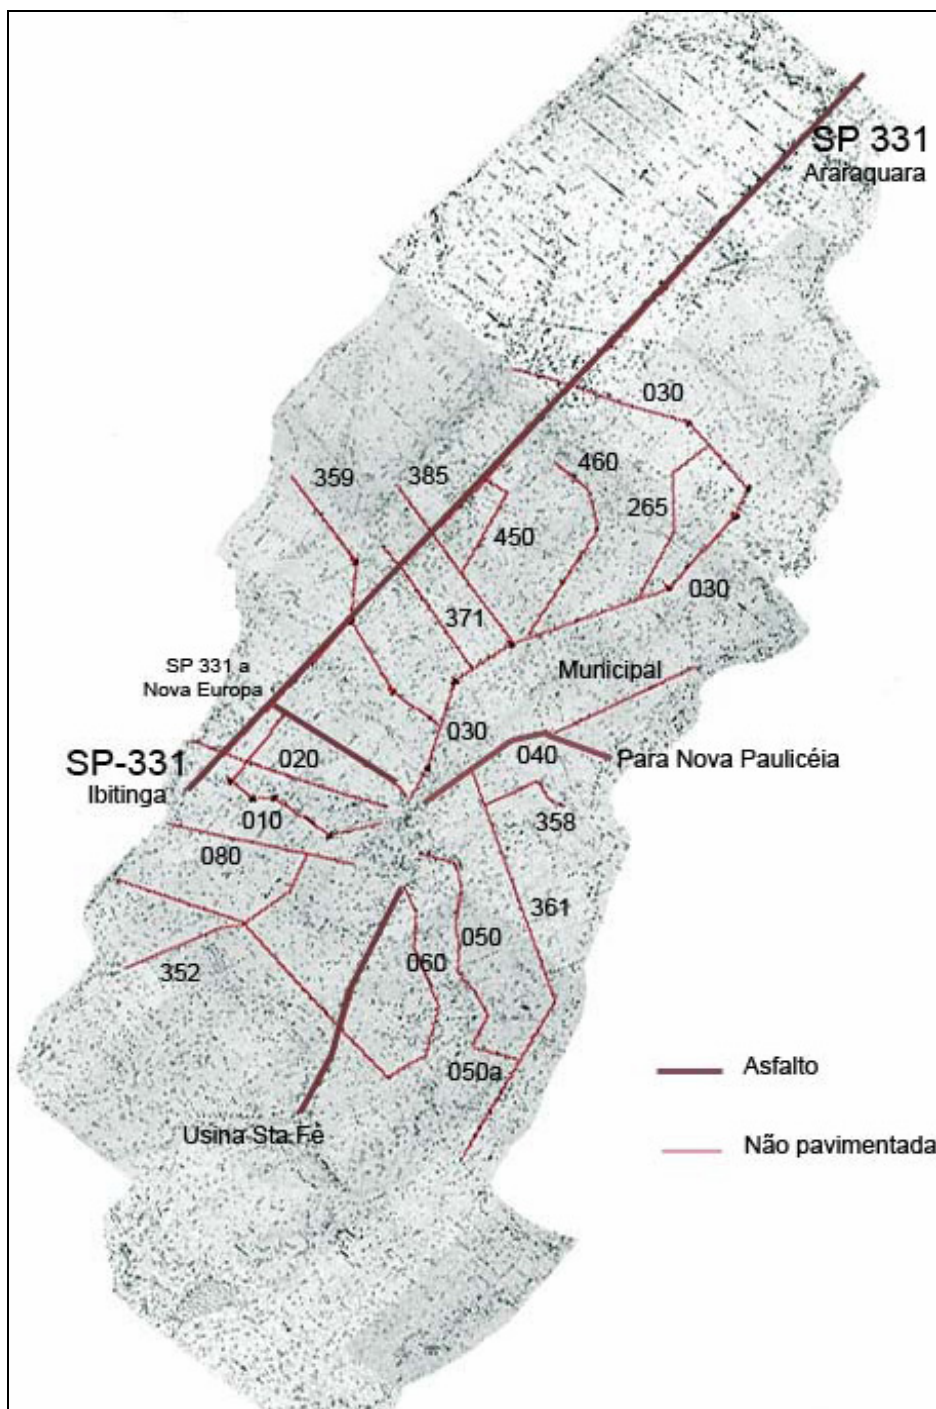 SP 331
Araraquara
030
460
359
385
265
450
030
371
SP 331 a
Nova Europa
Municipal
030
SP-331
Ibitinga
020
040
Para Nova Paulicéia
010
358
080
361
050
060
352
050a
Asfalto
Usina Sta Fé
Não pavimentada